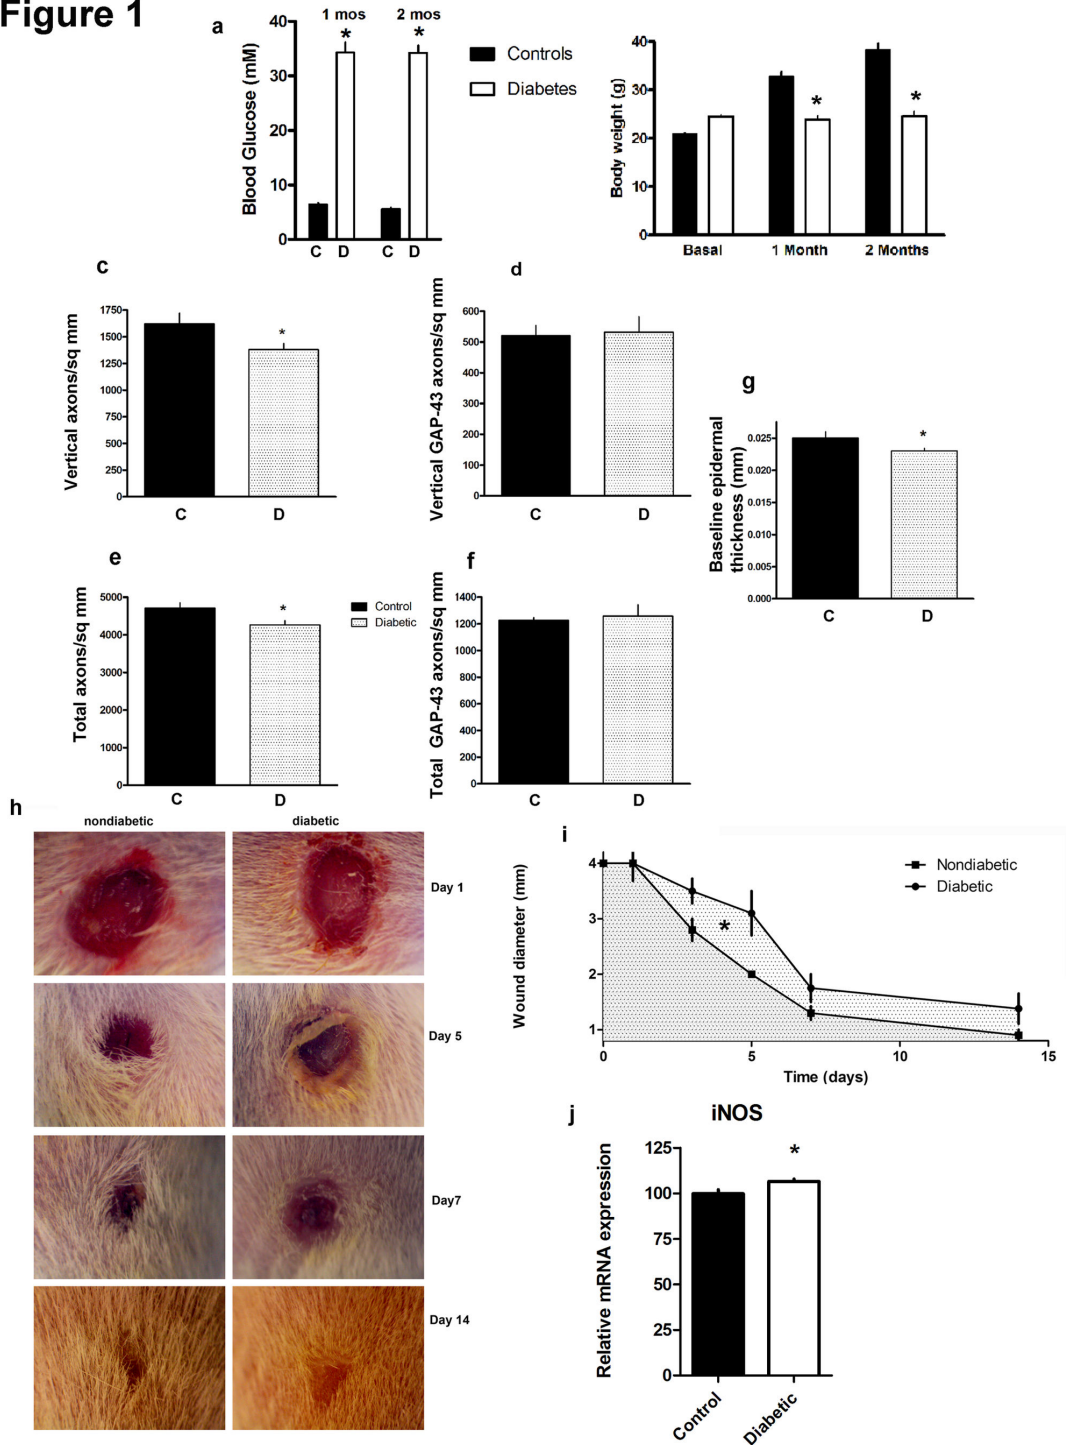 Figure 1
a
1 mos
2 mos
*
*
Blood Glucose (mM)
40
30
20
10
0
C
D
C
D
Controls
Diabetes
Body weight (g)
40
30
20
10
0
*
*
Basal
1 Month
2 Months
c
Vertical axons/sq mm
1750
1500
1250
1000
750
500
250
0
*
C
D
d
Vertical GAP-43 axons/sq mm
600
500
400
300
200
100
0
C
D
g
Baseline epidermal
thickness (mm)
0.025
0.020
0.015
0.010
0.005
0.000
*
C
D
e
Total axons/sq mm
5000
4000
3000
2000
1000
0
*
C
D
Control
Diabetic
f
Total GAP-43 axons/sq mm
1400
1200
1000
800
600
400
200
0
C
D
h
nondiabetic
diabetic
Day 1
Day 5
Day7
Day 14
i
Wound diameter (mm)
4
3
2
1
*
Nondiabetic
Diabetic
0
5
10
15
Time (days)
j
iNOS
Relative mRNA expression
125
100
75
50
25
0
*
Control
Diabetic